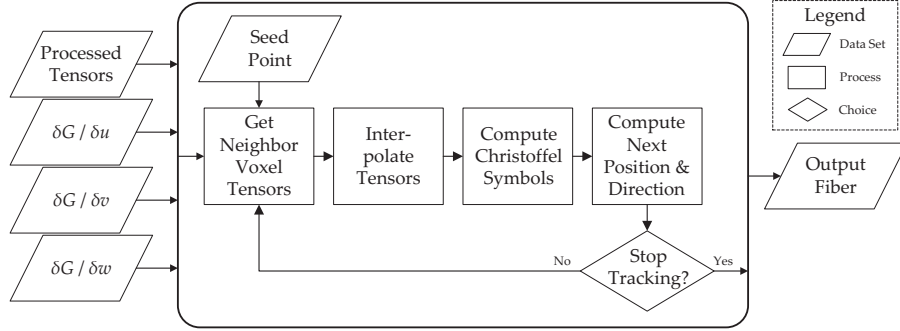 Processed
Tensors
δG / δu
δG / δv
δG / δw
Seed
Point
Get
Neighbor
Voxel
Tensors
Inter-
polate
Tensors
Compute
Christoffel
Symbols
Compute
Next
Position &
Direction
Stop
Tracking?
No
Yes
Output
Fiber
Legend
Data Set
Process
Choice